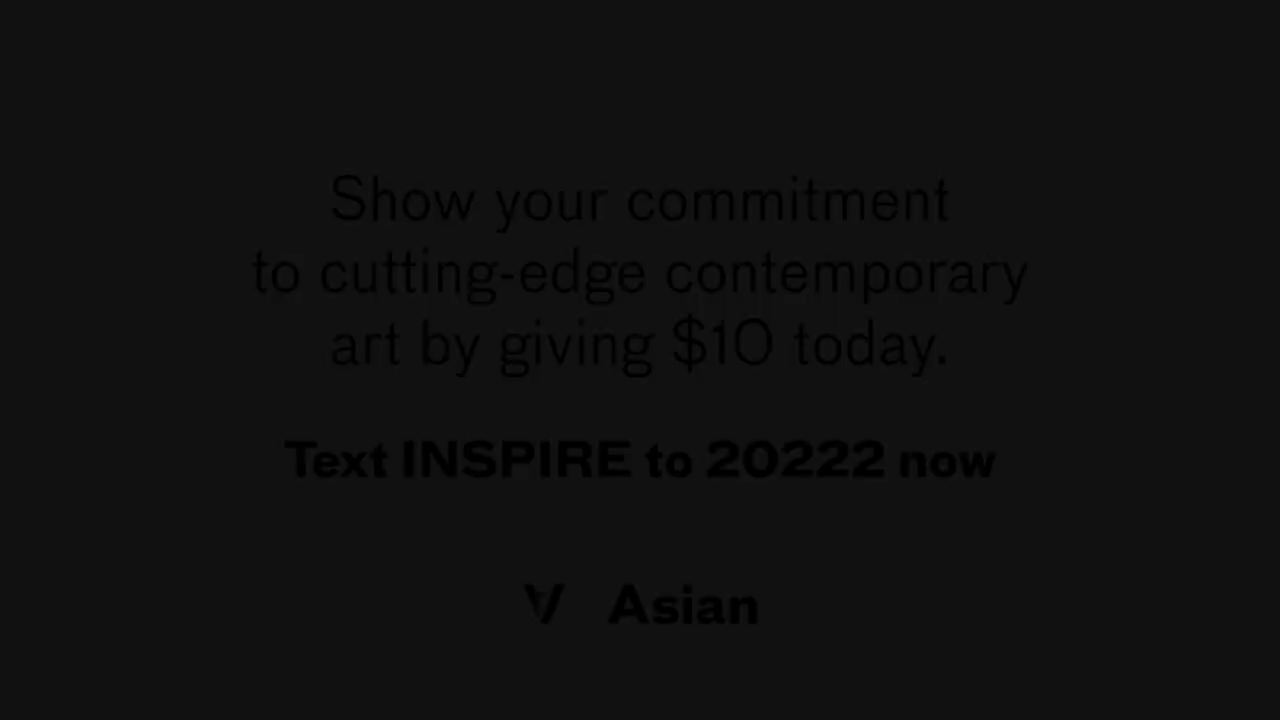 Show your commitment
to cutting-edge contemporary
art by giving $10 today.
Text INSPIRE to 20222 now
Asian